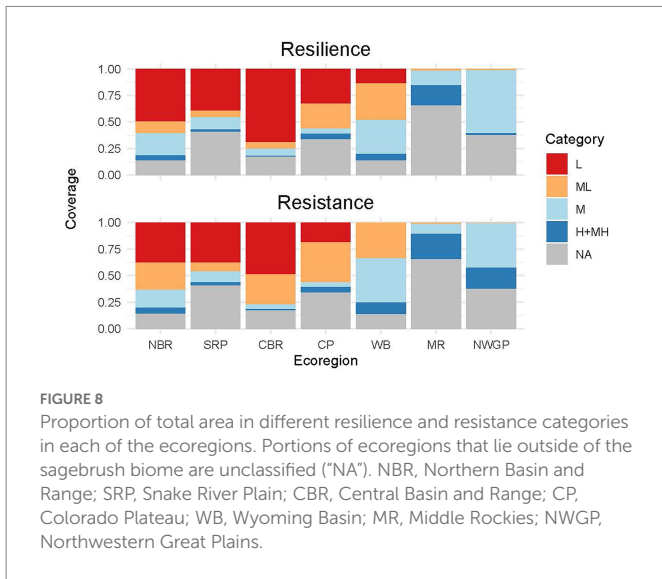 Resilience
1.00
0.75
0.50
0.25
0.00
Coverage
Resistance
1.00
0.75
0.50
0.25
0.00
NBR SRP CBR CP WB MR NWGP
Ecoregion
Category
L
ML
M
H+MH
NA
FIGURE 8
Proportion of total area in different resilience and resistance categories
in each of the ecoregions. Portions of ecoregions that lie outside of the
sagebrush biome are unclassified (“NA”). NBR, Northern Basin and
Range; SRP, Snake River Plain; CBR, Central Basin and Range; CP,
Colorado Plateau; WB, Wyoming Basin; MR, Middle Rockies; NWGP,
Northwestern Great Plains.